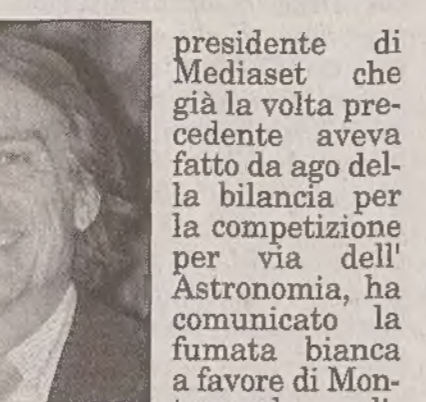 presidente di
Mediaset che
già la volta pre-
cedente aveva
fatto da ago del-
la bilancia per
la competizione
per via dell'
Astronomia, ha
comunicato la
fumata bianca
a favore di Mon-